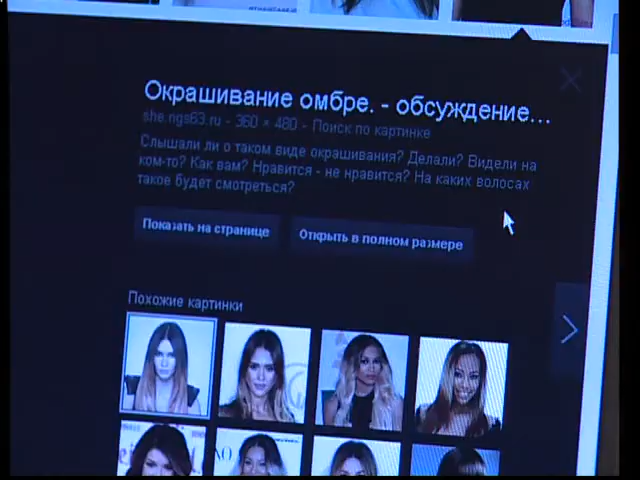 Окрашивание омбре. - обсуждение...
she.ngs63.ru - 360 × 480 - Поиск по картинке
Слышали ли о таком виде окрашивания? Делали? Видели на
ком-то? Как вам? Нравится - не нравится? На каких волосах
такое будет смотреться?
Показать на странице
Открыть в полном размере
Похожие картинки